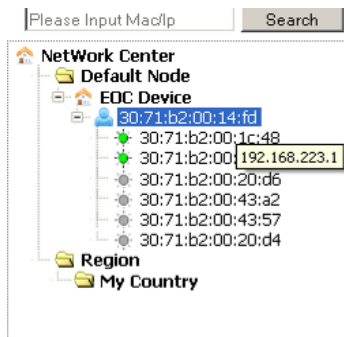 Please Input Mac/Ip Search
NetWork Center
Default Node
EOC Device
30:71:b2:00:14:fd
30:71:b2:00:1c:48
30:71:b2:00: 192.168.223.1
30:71:b2:00:20:d6
30:71:b2:00:43:a2
30:71:b2:00:43:57
30:71:b2:00:20:d4
Region
My Country